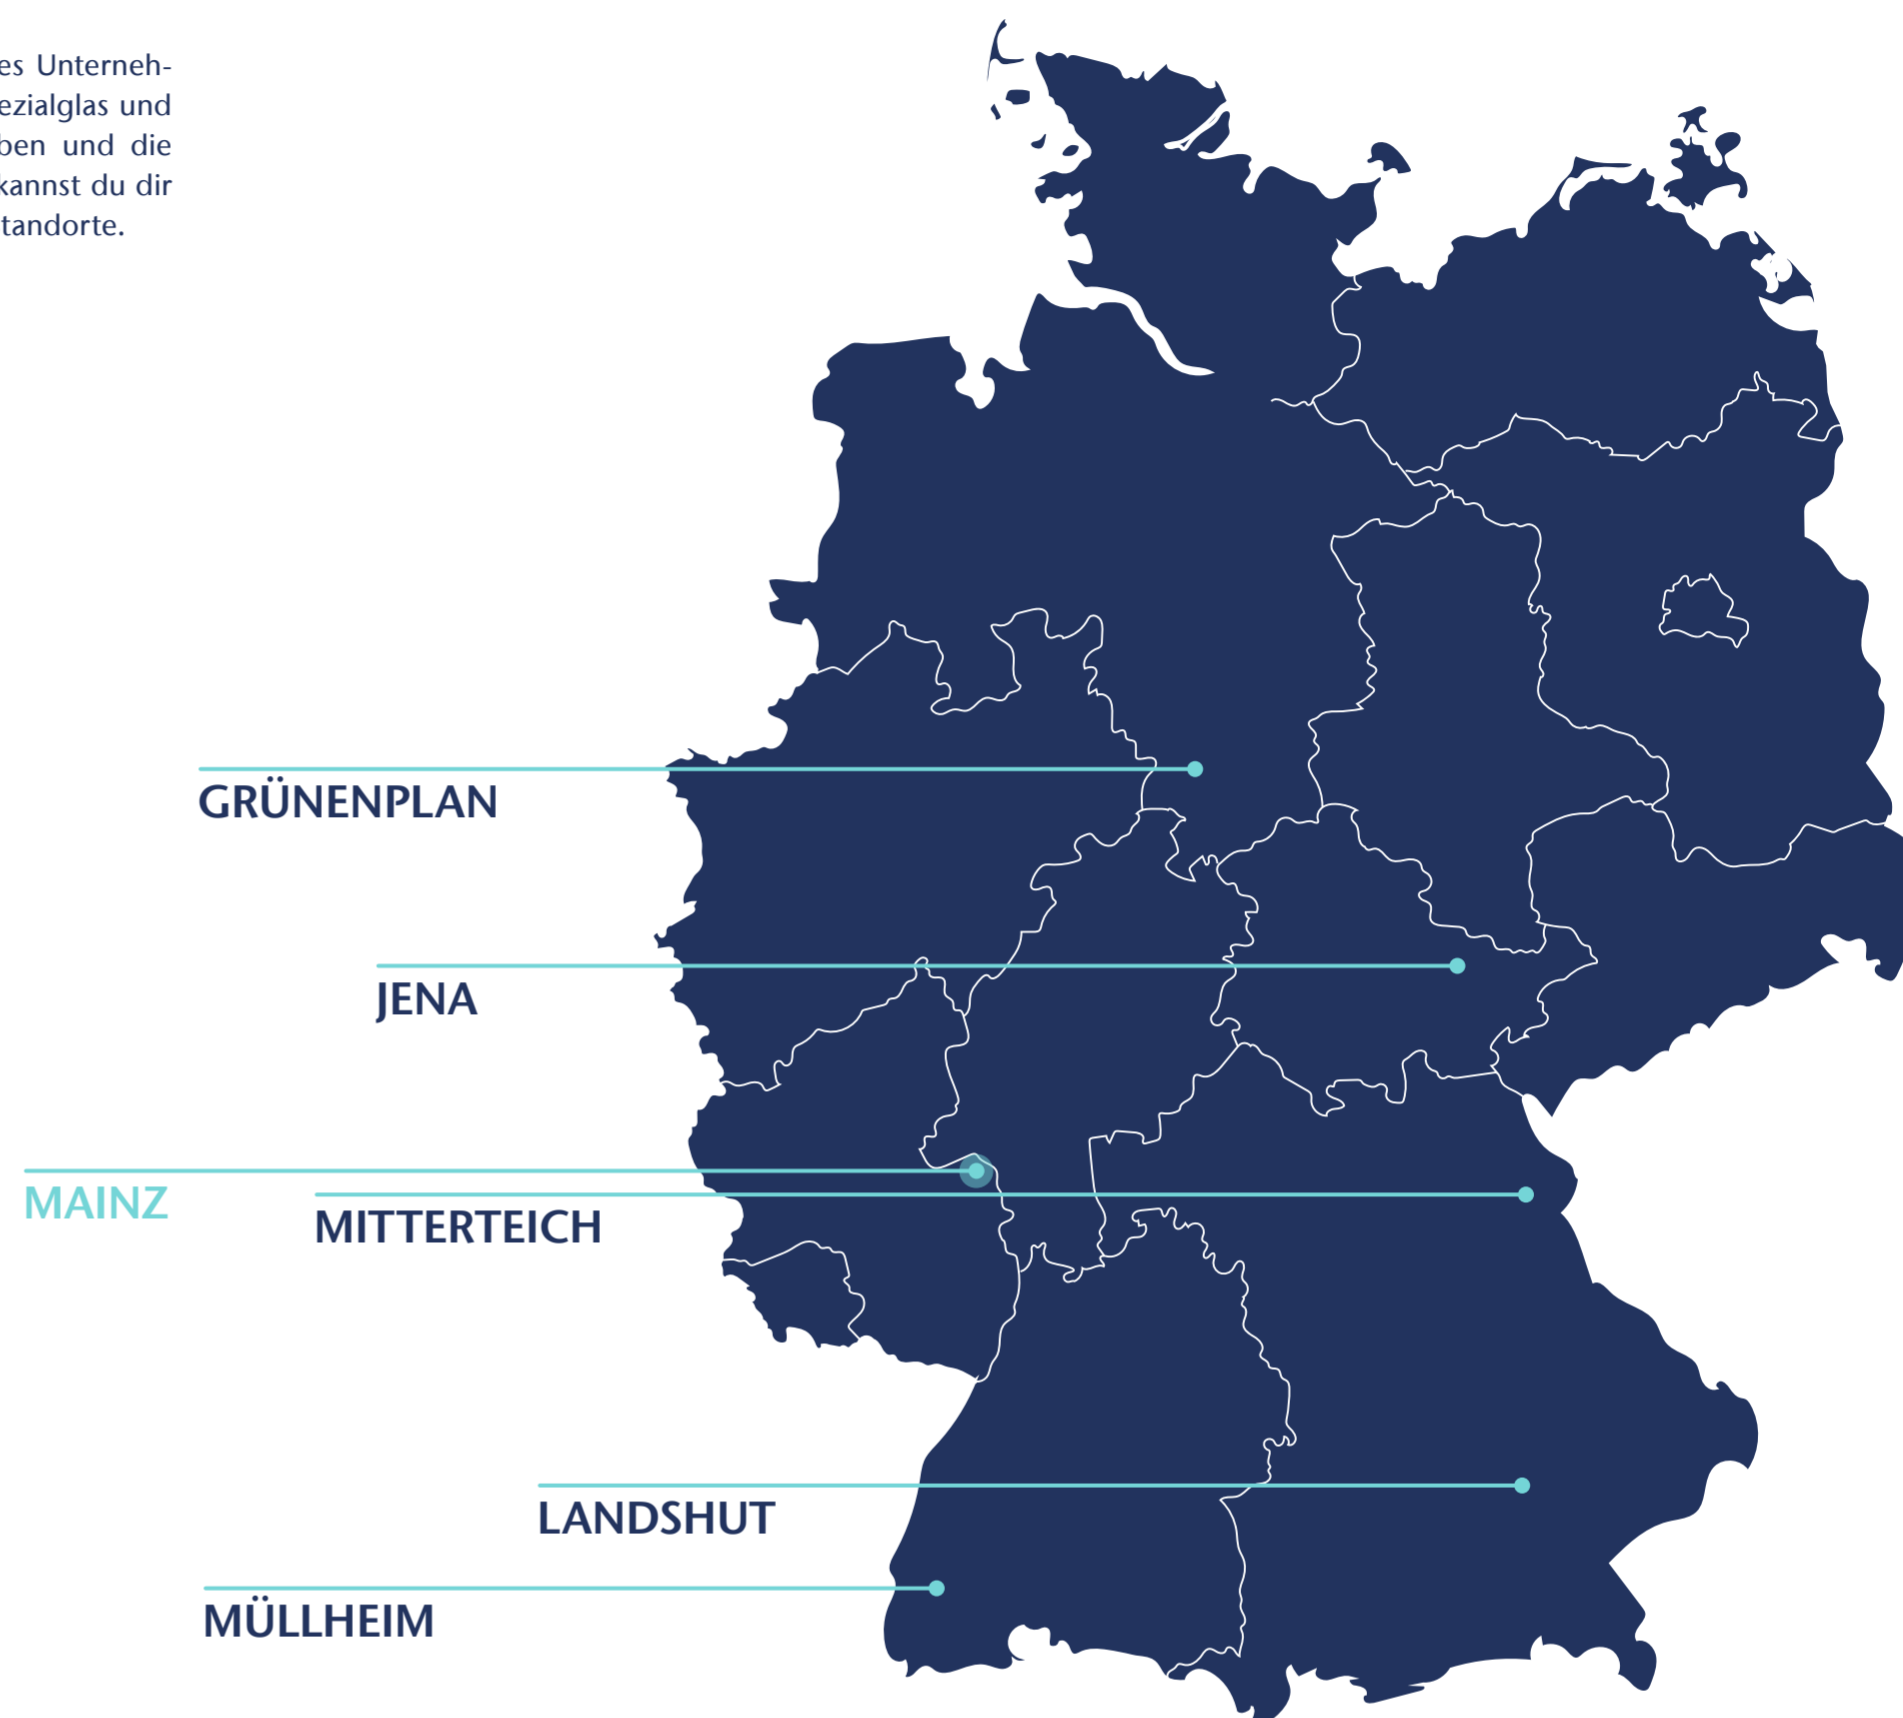 es Unterneh-
ezialglas und
ben und die
kannst du dir
tandorte.
GRÜNENPLAN
JENA
MAINZ
MITTERTEICH
LANDSHUT
MÜLLHEIM